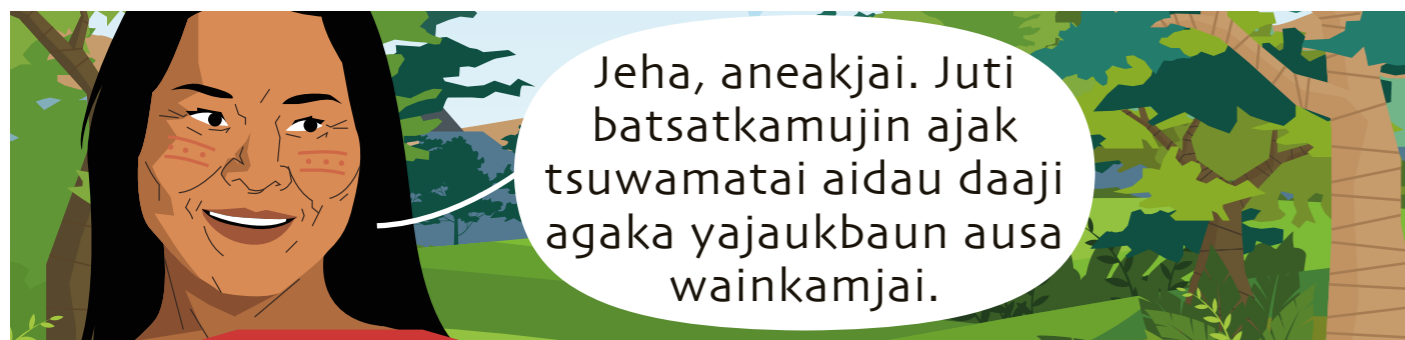 Jeha, aneakjai. Juti
batsatkamujin ajak
tsuwamatai aidau daaji
agaka yajaukbaun ausa
wainkamjai.